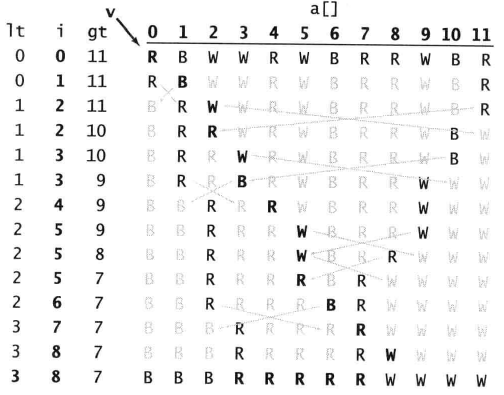 v a[]
lt i gt 0 1 2 3 4 5 6 7 8 9 10 11
0 0 11 R B W W R W B R R W B R
0 1 11 R B W W R W B R R W B R
1 2 11 B R W W R W B R R W B R
1 2 10 B R R W R W B R R W B W
1 3 10 B R R W R W B R R W B W
1 3 9 B R R B R W B R R W W W
2 4 9 B B R R R W B R R W W W
2 5 9 B B R R R W B R R W W W
2 5 8 B B R R R W B R R W W W
2 5 7 B B R R R R B R W W W W
2 6 7 B B R R R R B R W W W W
3 7 7 B B B R R R R R W W W W
3 8 7 B B B R R R R R W W W W
3 8 7 B B B R R R R R W W W W